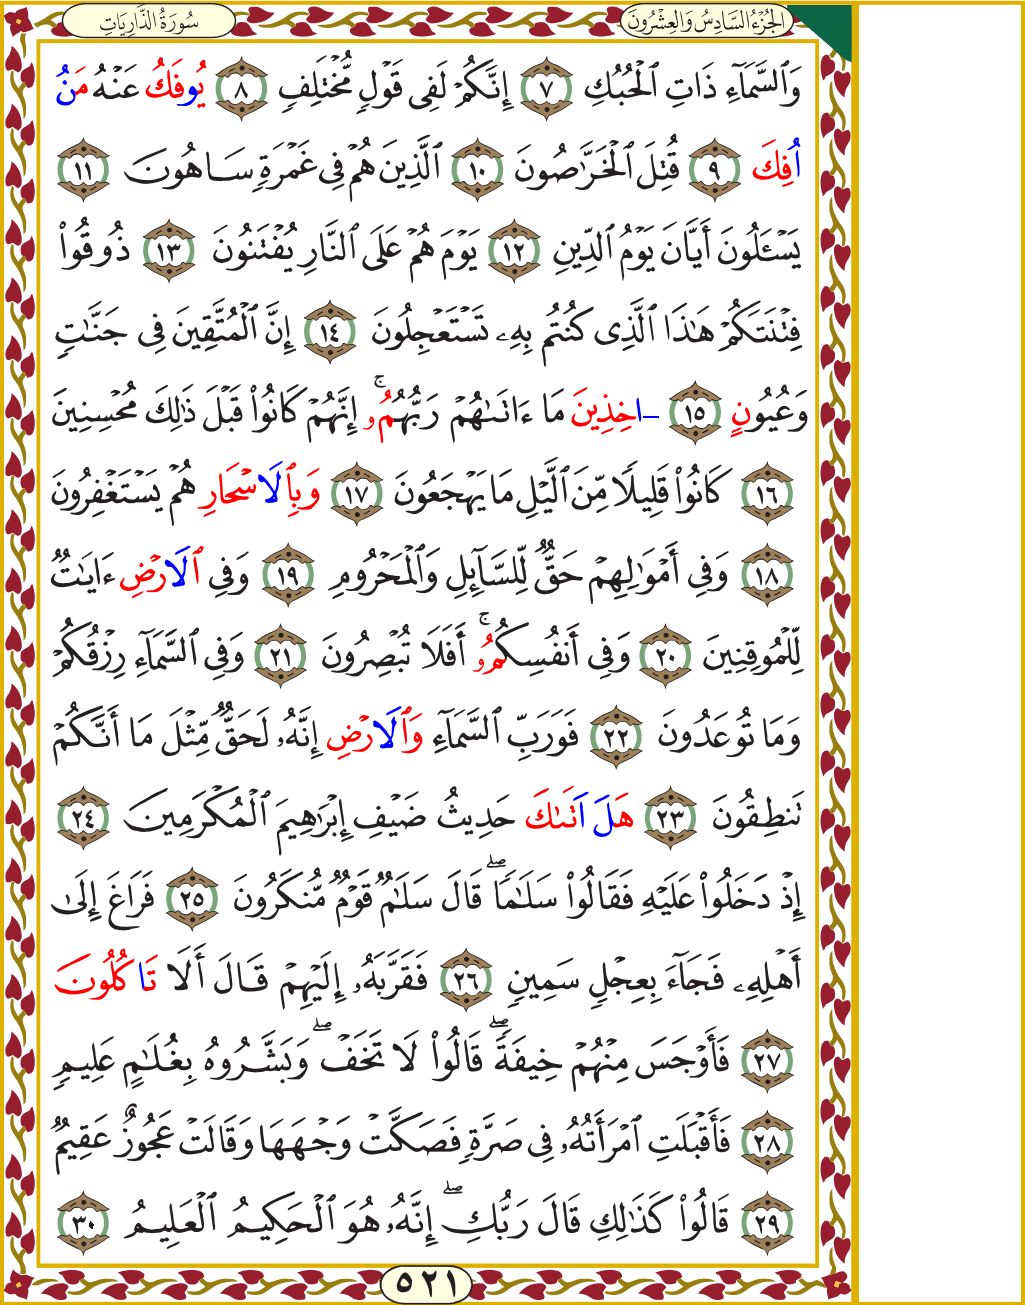 سُورَةُ الذَّارِيَاتِ
الجُزْءُ السَّادِسُ وَالعِشْرُونَ
وَٱلسَّمَآءِ ذَاتِ ٱلْحُبُكِ ٧ إِنَّكُمْ لَفِى قَوْلٍ مُّخْتَلِفٍ ٨ يُوفَكُ عَنْهُ مَنُ
اُفِكَ ٩ قُتِلَ ٱلْخَرَّٰصُونَ ١٠ ٱلَّذِينَ هُمْ فِى غَمْرَةٍ سَاهُونَ ١١
يَسْـَٔلُونَ أَيَّانَ يَوْمُ ٱلدِّينِ ١٢ يَوْمَ هُمْ عَلَى ٱلنَّارِ يُفْتَنُونَ ١٣ ذُوقُوا۟
فِتْنَتَكُمْ هَـٰذَا ٱلَّذِى كُنتُم بِهِۦ تَسْتَعْجِلُونَ ١٤ إِنَّ ٱلْمُتَّقِينَ فِى جَنَّـٰتٍ
وَعُيُونٍ ١٥ ـاخِذِينَ مَا ءَاتَىٰهُمْ رَبُّهُمُۥٓ ۚ إِنَّهُمْ كَانُوا۟ قَبْلَ ذَٰلِكَ مُحْسِنِينَ
١٦ كَانُوا۟ قَلِيلًا مِّنَ ٱلَّيْلِ مَا يَهْجَعُونَ ١٧ وَبِٱلَاسْحَارِ هُمْ يَسْتَغْفِرُونَ
١٨ وَفِى أَمْوَٰلِهِمْ حَقٌّ لِّلسَّآئِلِ وَٱلْمَحْرُومِ ١٩ وَفِى ٱلَارْضِ ءَايَـٰتٌ
لِّلْمُوقِنِينَ ٢٠ وَفِى أَنفُسِكُمُۥٓ ۚ أَفَلَا تُبْصِرُونَ ٢١ وَفِى ٱلسَّمَآءِ رِزْقُكُمْ
وَمَا تُوعَدُونَ ٢٢ فَوَرَبِّ ٱلسَّمَآءِ وَٱلَارْضِ إِنَّهُۥ لَحَقٌّ مِّثْلَ مَا أَنَّكُمْ
تَنطِقُونَ ٢٣ هَلَ اَتَىٰكَ حَدِيثُ ضَيْفِ إِبْرَٰهِيمَ ٱلْمُكْرَمِينَ ٢٤
إِذْ دَخَلُوا۟ عَلَيْهِ فَقَالُوا۟ سَلَـٰمًا ۖ قَالَ سَلَـٰمٌ قَوْمٌ مُّنكَرُونَ ٢٥ فَرَاغَ إِلَىٰ
أَهْلِهِۦ فَجَآءَ بِعِجْلٍ سَمِينٍ ٢٦ فَقَرَّبَهُۥ إِلَيْهِمْ قَالَ أَلَا تَاكُلُونَ
٢٧ فَأَوْجَسَ مِنْهُمْ خِيفَةً ۖ قَالُوا۟ لَا تَخَفْ ۖ وَبَشَّرُوهُ بِغُلَـٰمٍ عَلِيمٍ
٢٨ فَأَقْبَلَتِ ٱمْرَأَتُهُۥ فِى صَرَّةٍ فَصَكَّتْ وَجْهَهَا وَقَالَتْ عَجُوزٌ عَقِيمٌ
٢٩ قَالُوا۟ كَذَٰلِكِ قَالَ رَبُّكِ ۖ إِنَّهُۥ هُوَ ٱلْحَكِيمُ ٱلْعَلِيمُ ٣٠
٥٢١